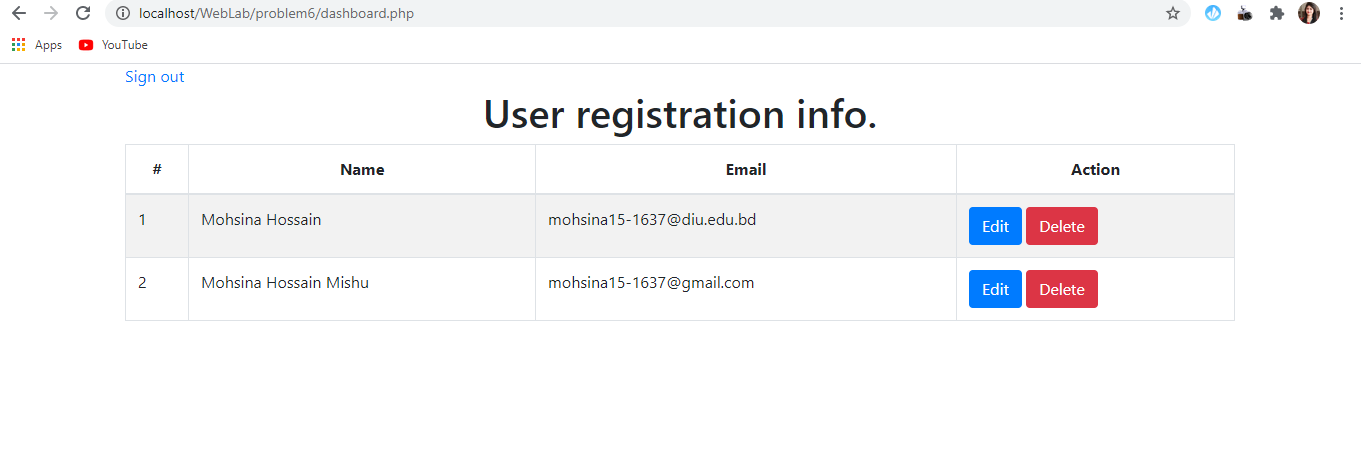 localhost/WebLab/problem6/dashboard.php
Apps YouTube
Sign out
User registration info.
# Name Email Action
1 Mohsina Hossain mohsina15-1637@diu.edu.bd Edit Delete
2 Mohsina Hossain Mishu mohsina15-1637@gmail.com Edit Delete